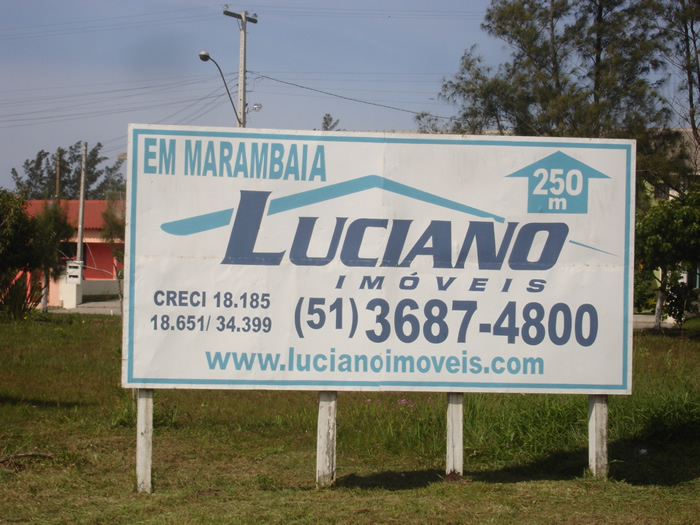 EM MARAMBAIA
250
m
LUCIANO
IMÓVEIS
CRECI 18.185
18.651/ 34.399
(51) 3687-4800
www.lucianoimoveis.com